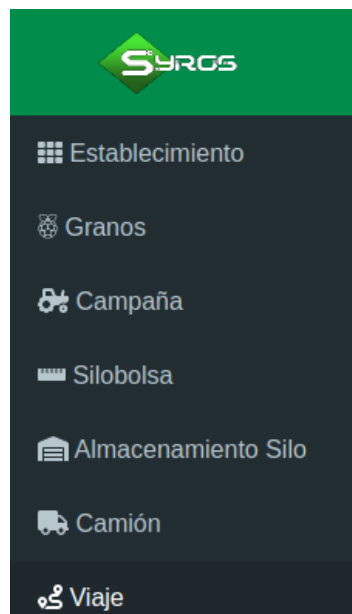 SYROS
Establecimiento
Granos
Campaña
Silobolsa
Almacenamiento Silo
Camión
Viaje